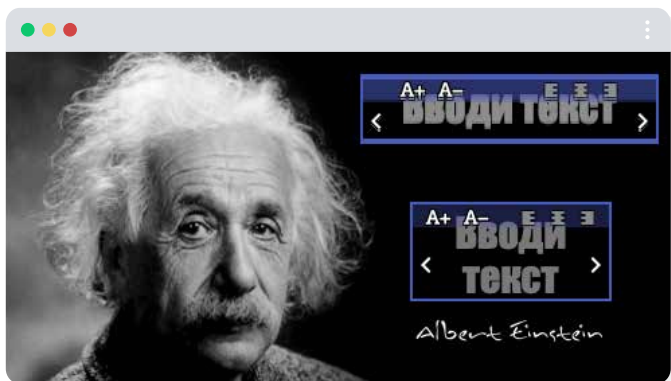 A+ A-
ВВОДИ ТЕКСТ
A+ A-
ВВОДИ
ТЕКСТ
Albert Einstein